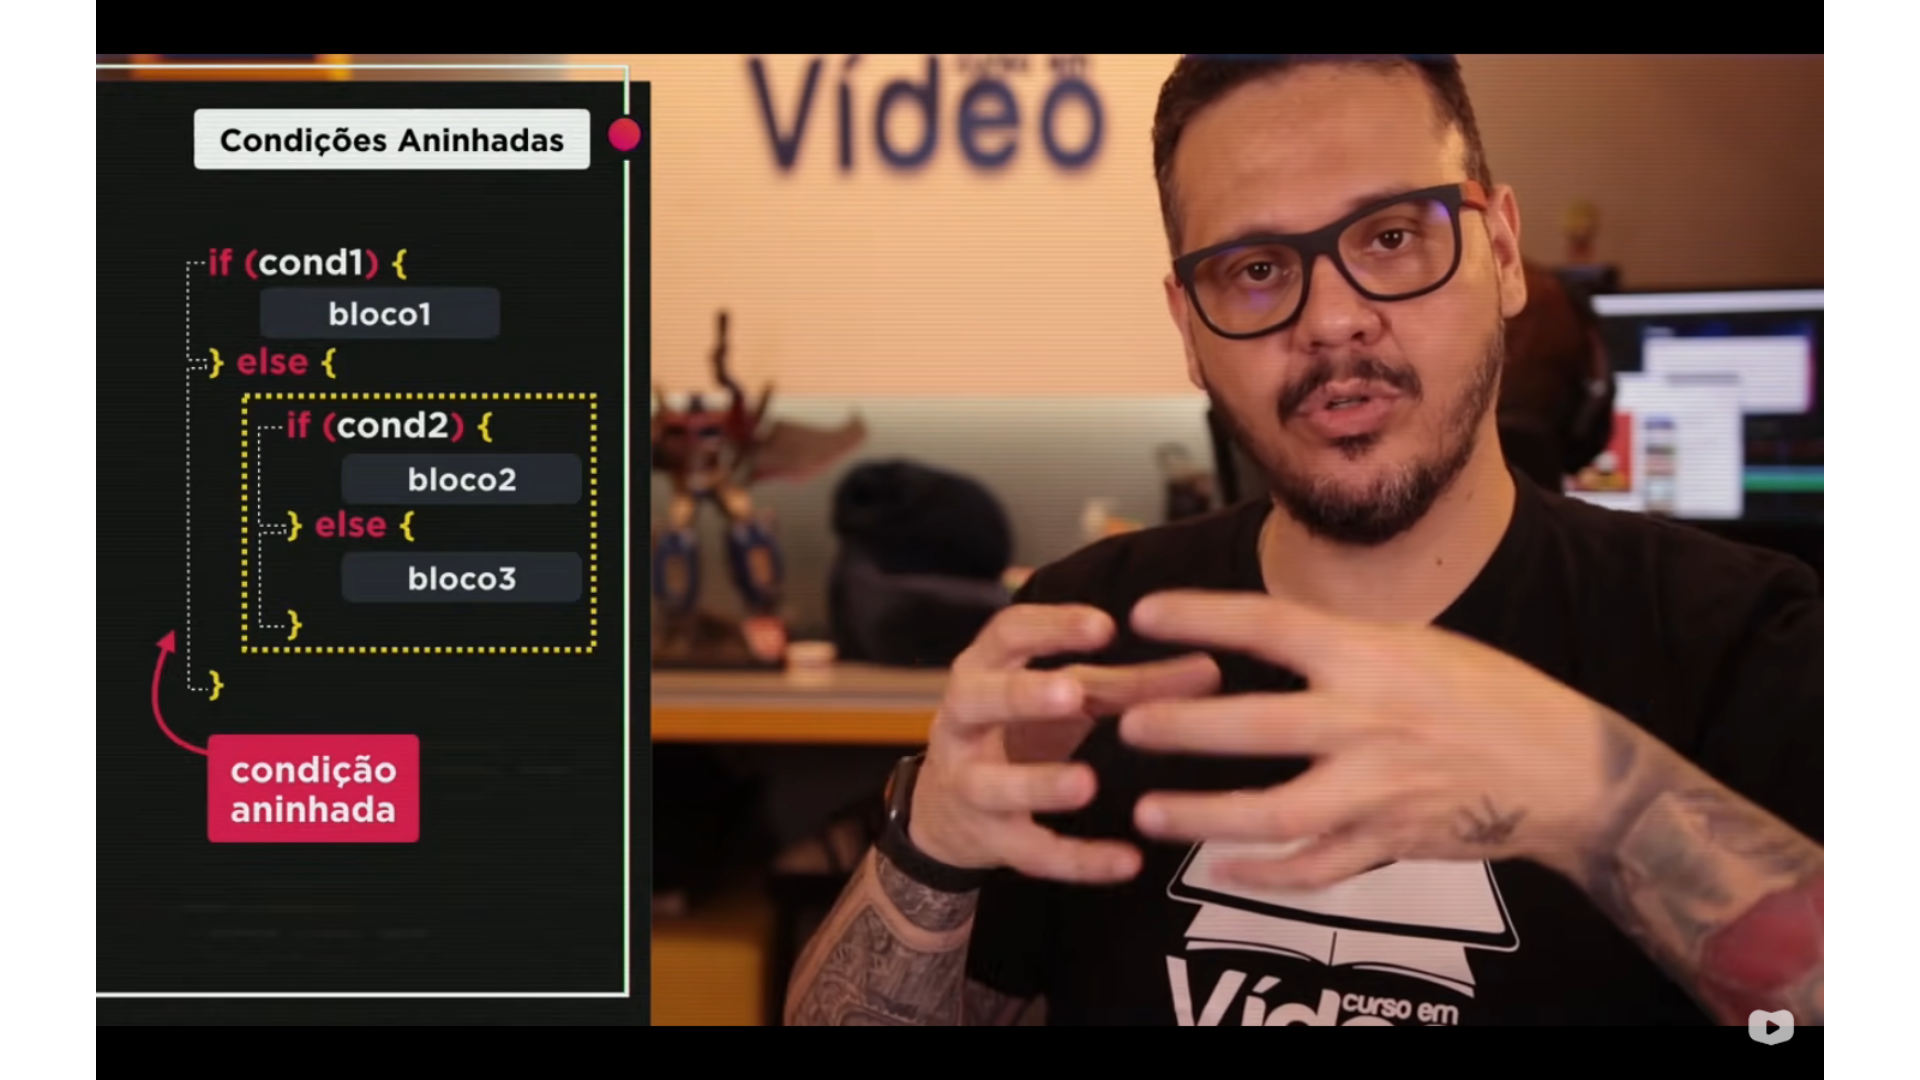 Condições Aninhadas
if (cond1) {
bloco1
} else {
if (cond2) {
bloco2
} else {
bloco3
}
}
condição
aninhada
Vídeo
curso em